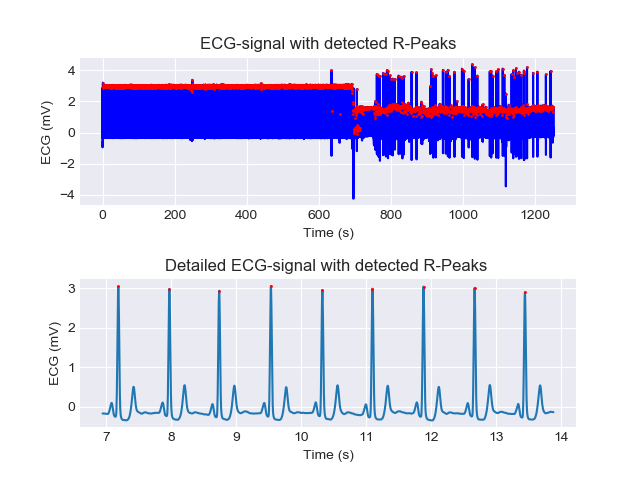 ECG-signal with detected R-Peaks
4
2
0
−2
−4
ECG (mV)
0 200 400 600 800 1000 1200
Time (s)
Detailed ECG-signal with detected R-Peaks
3
2
1
0
ECG (mV)
7 8 9 10 11 12 13 14
Time (s)